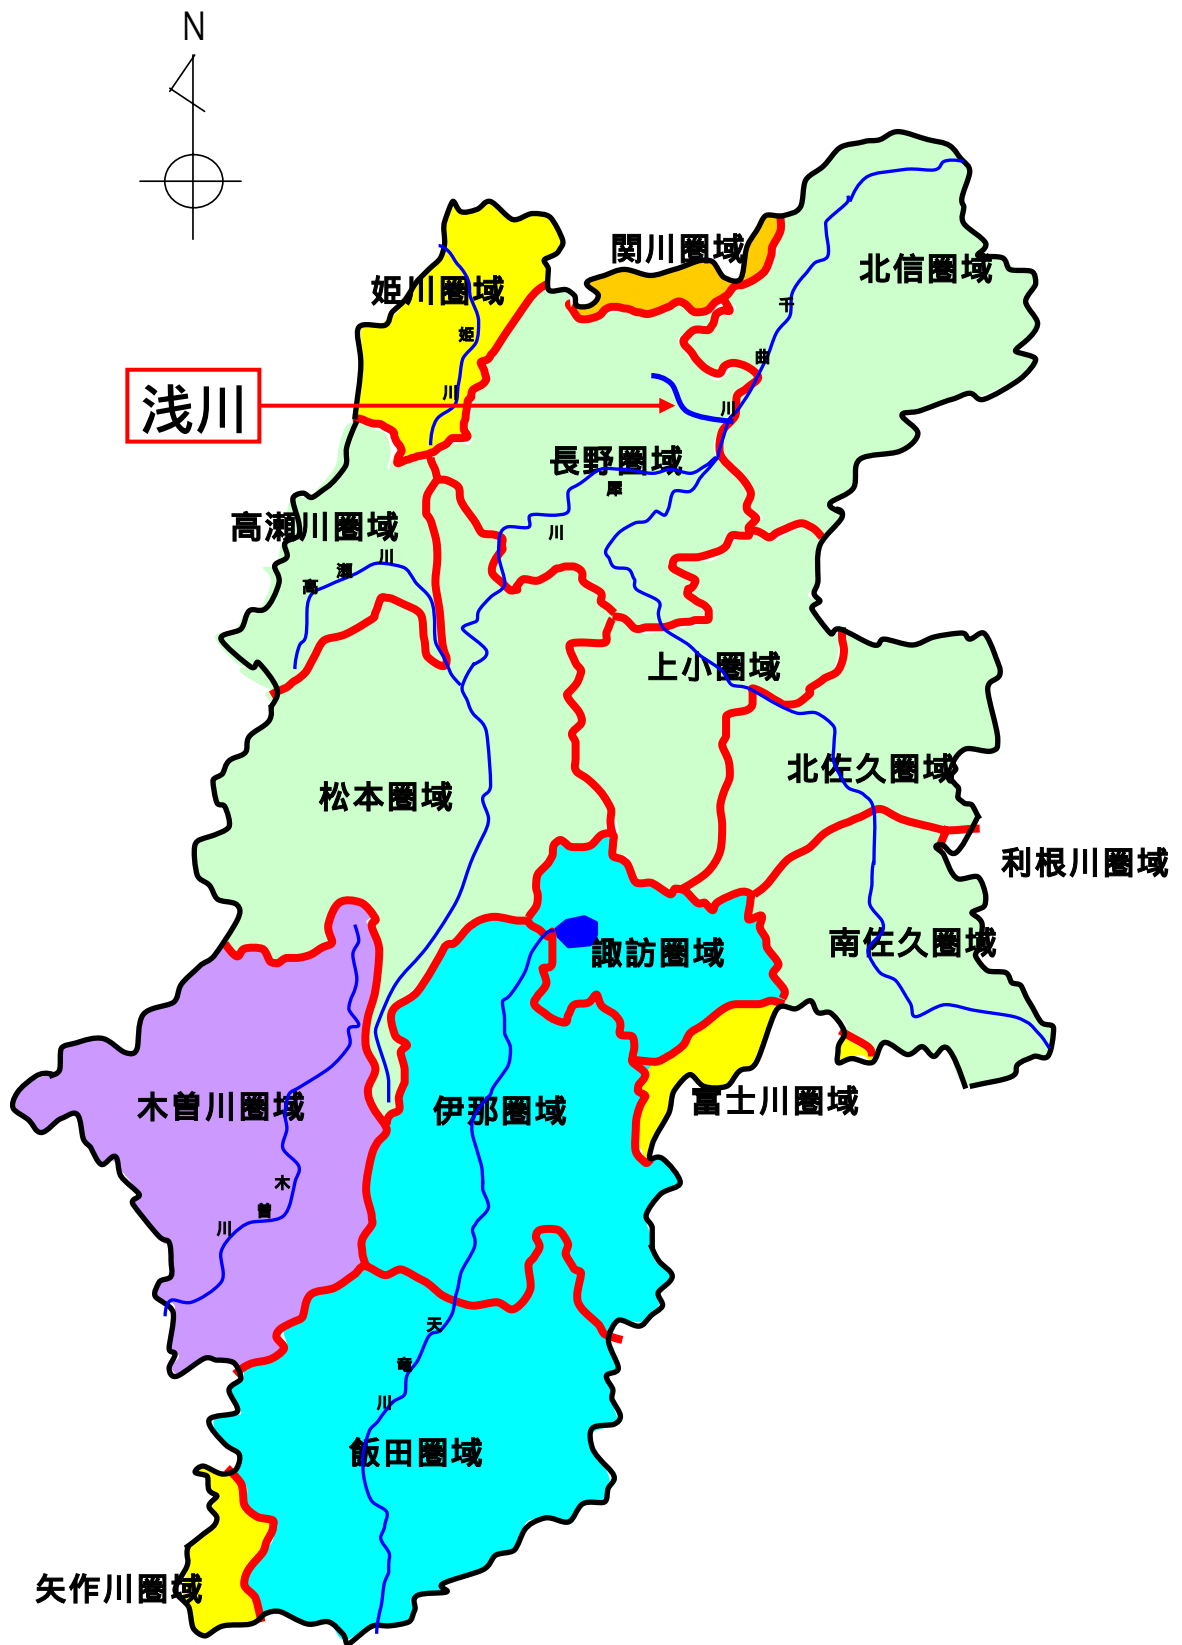 N
関川圏域
北信圏域
姫川圏域
千
曲
川
姫
川
浅川
長野圏域
犀
川
高瀬川圏域
高
瀬
川
上小圏域
北佐久圏域
松本圏域
利根川圏域
南佐久圏域
諏訪圏域
富士川圏域
伊那圏域
木曽川圏域
木
曽
川
天
竜
川
飯田圏域
矢作川圏域